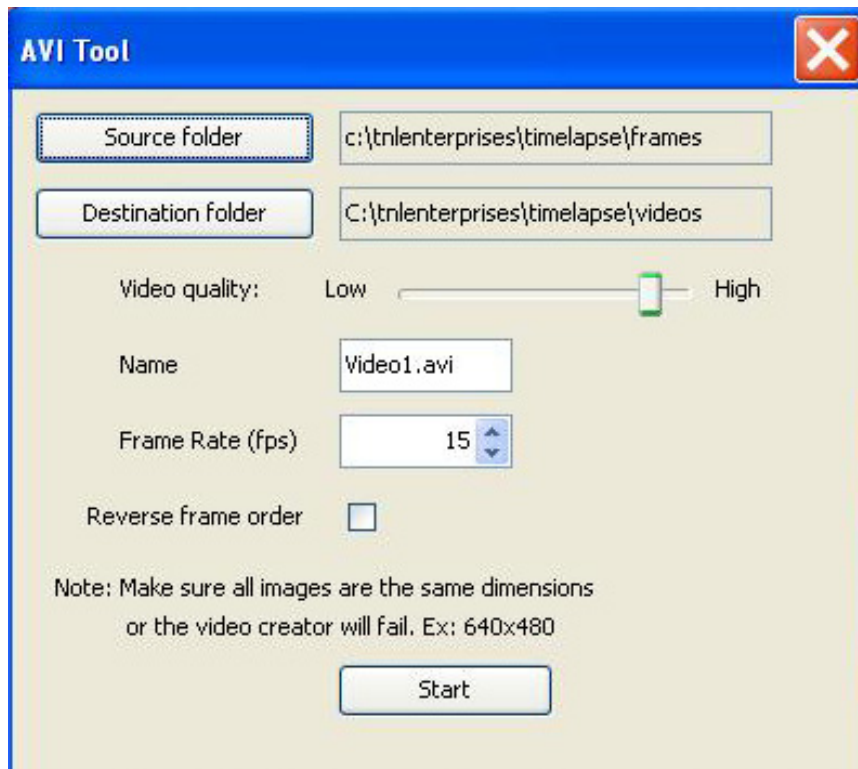 AVI Tool
Source folder c:\tnlenterprises\timelapse\frames
Destination folder C:\tnlenterprises\timelapse\videos
Video quality: Low High
Name Video1.avi
Frame Rate (fps) 15
Reverse frame order
Note: Make sure all images are the same dimensions
or the video creator will fail. Ex: 640x480
Start